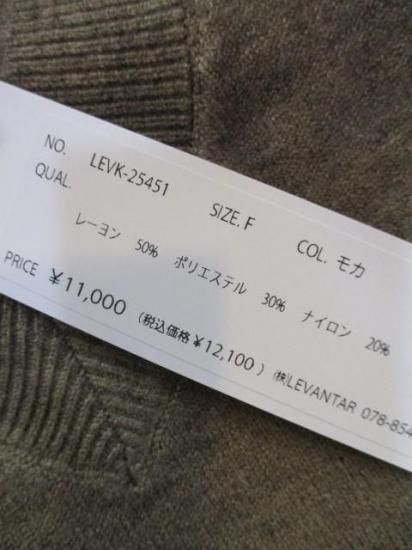 NO. LEVK-25451 SIZE. F COL. モカ
QUAL.
レーヨン 50% ポリエステル 30% ナイロン 20%
PRICE ¥11,000 (税込価格¥12,100) ㈱LEVANTAR 078-854